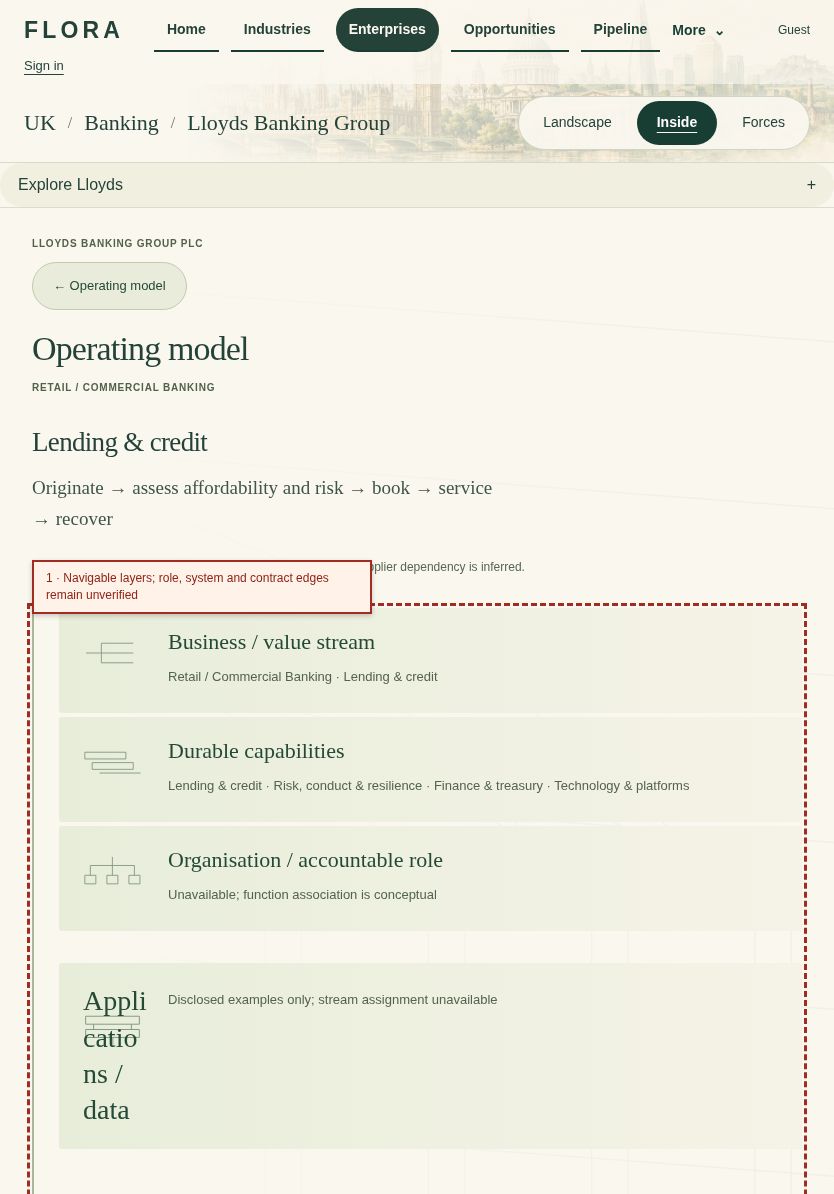 FLORA
Home
Industries
Enterprises
Opportunities
Pipeline
More
Guest
Sign in
UK / Banking / Lloyds Banking Group
Landscape
Inside
Forces
Explore Lloyds +
LLOYDS BANKING GROUP PLC
← Operating model
Operating model
RETAIL / COMMERCIAL BANKING
Lending & credit
Originate → assess affordability and risk → book → service
→ recover
1 · Navigable layers; role, system and contract edges
remain unverified
dependency is inferred.
Business / value stream
Retail / Commercial Banking · Lending & credit
Durable capabilities
Lending & credit · Risk, conduct & resilience · Finance & treasury · Technology & platforms
Organisation / accountable role
Unavailable; function association is conceptual
Appli
catio
ns /
data
Disclosed examples only; stream assignment unavailable